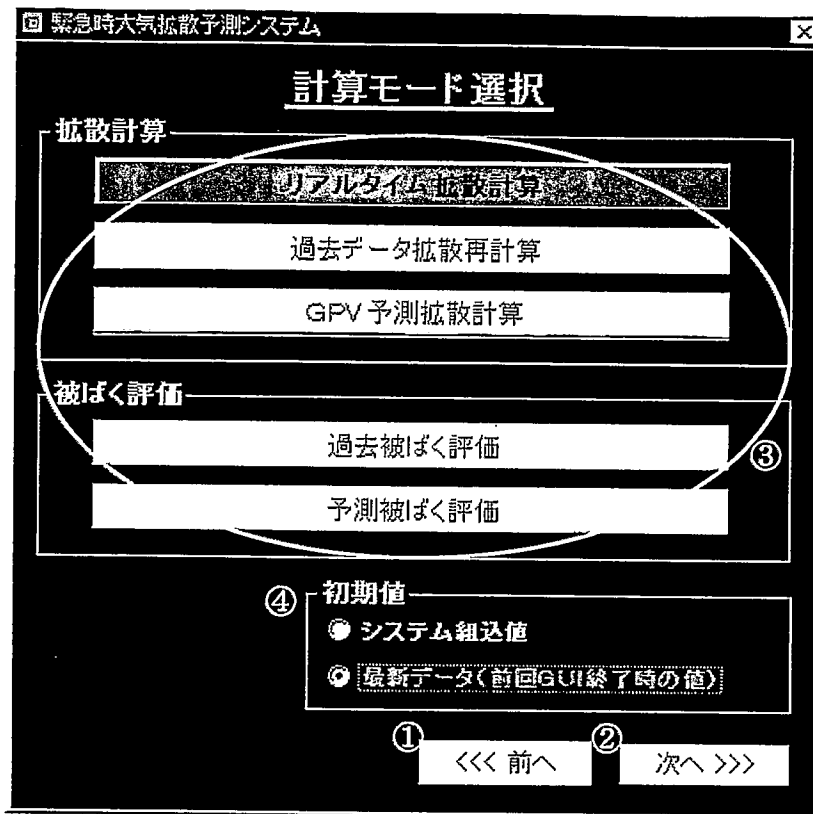 緊急時大気拡散予測システム
計算モード選択
拡散計算
リアルタイム拡散計算
過去データ拡散再計算
GPV予測拡散計算
被ばく評価
過去被ばく評価
③
予測被ばく評価
④
初期値
システム組込値
最新データ(前回GUI終了時の値)
①
<<< 前へ
②
次へ >>>